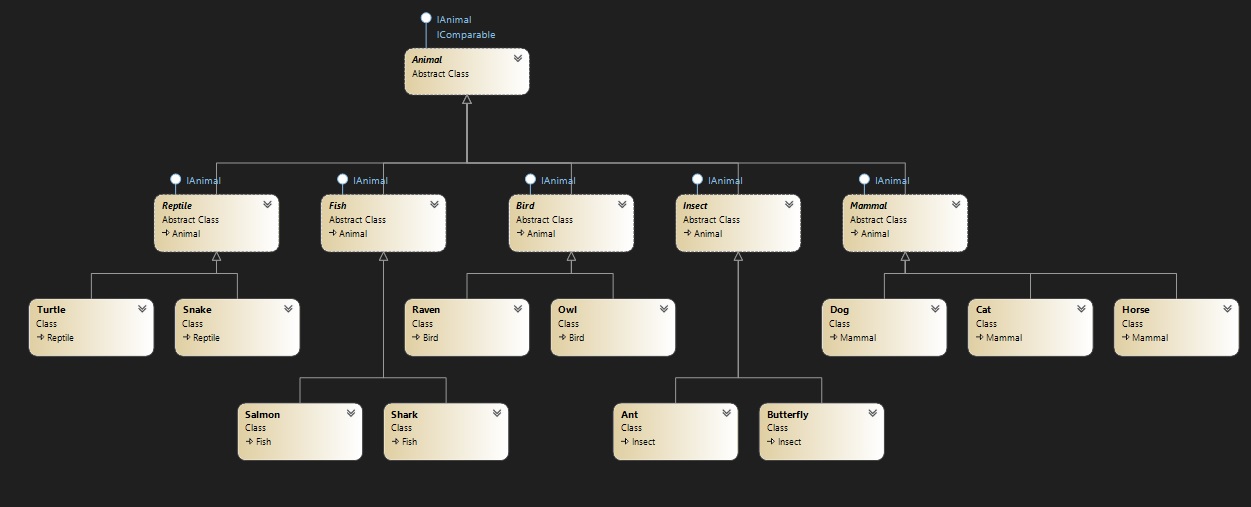 IAnimal
IComparable
Animal
Abstract Class
IAnimal
Reptile
Abstract Class
Animal
IAnimal
Fish
Abstract Class
Animal
IAnimal
Bird
Abstract Class
Animal
IAnimal
Insect
Abstract Class
Animal
IAnimal
Mammal
Abstract Class
Animal
Turtle
Class
Reptile
Snake
Class
Reptile
Raven
Class
Bird
Owl
Class
Bird
Dog
Class
Mammal
Cat
Class
Mammal
Horse
Class
Mammal
Salmon
Class
Fish
Shark
Class
Fish
Ant
Class
Insect
Butterfly
Class
Insect